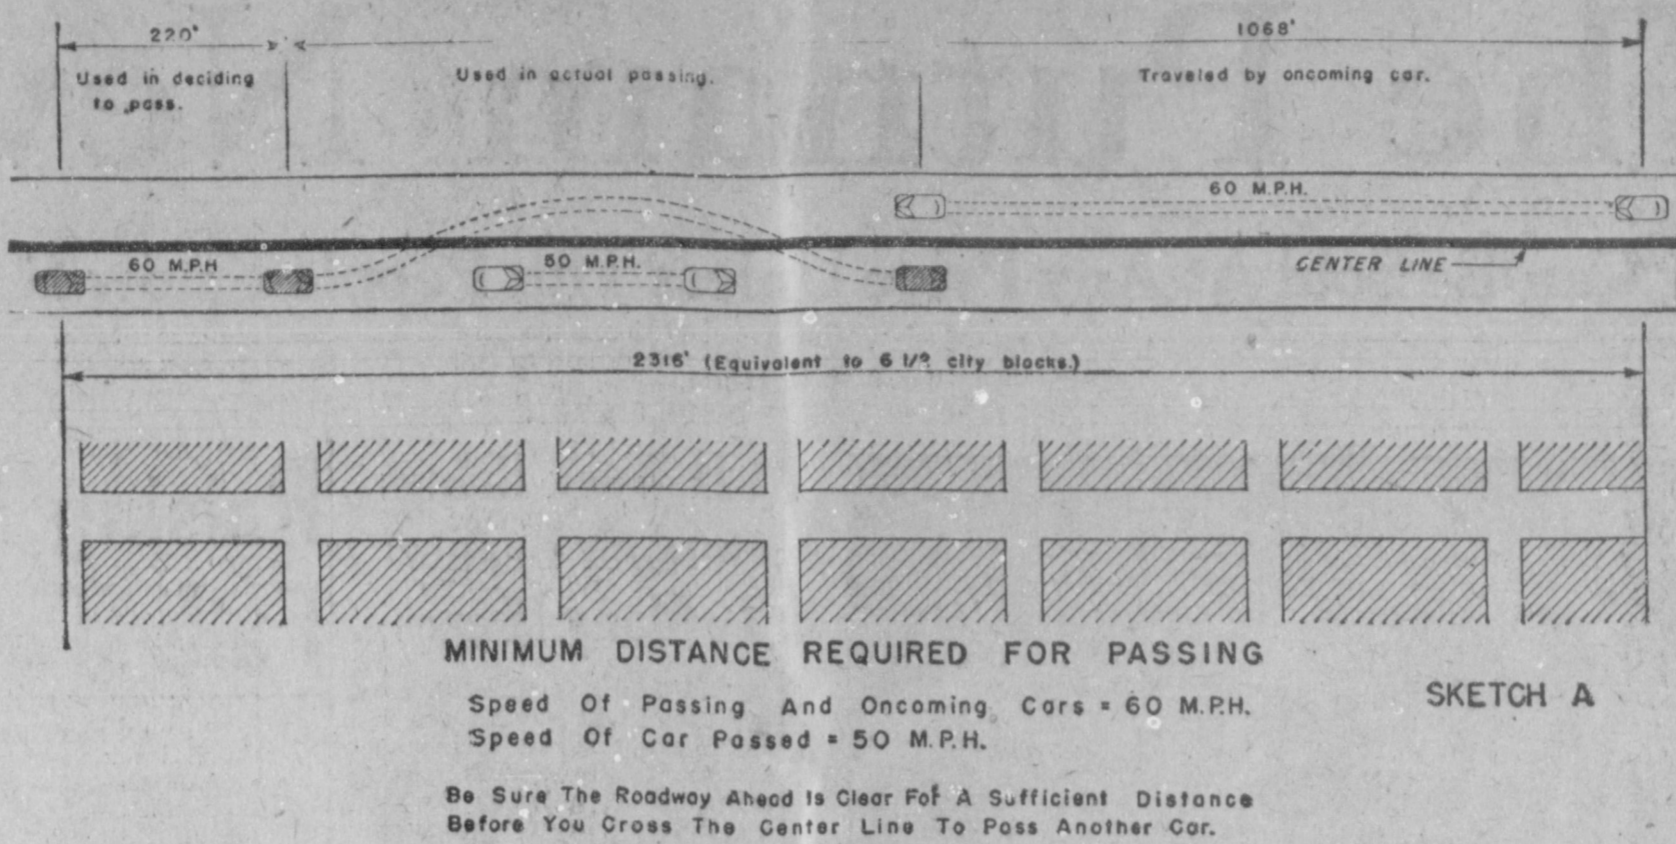 220'
1068'
Used in deciding
to pass.
Used in actual passing.
Traveled by oncoming car.
60 M.P.H.
60 M.P.H
50 M.P.H.
CENTER LINE
2316' (Equivalent to 6 1/2 city blocks.)
MINIMUM DISTANCE REQUIRED FOR PASSING
SKETCH A
Speed Of Passing And Oncoming Cars = 60 M.P.H.
Speed Of Car Passed = 50 M.P.H.
Be Sure The Roadway Ahead Is Clear For A Sufficient Distance
Before You Cross The Center Line To Pass Another Car.